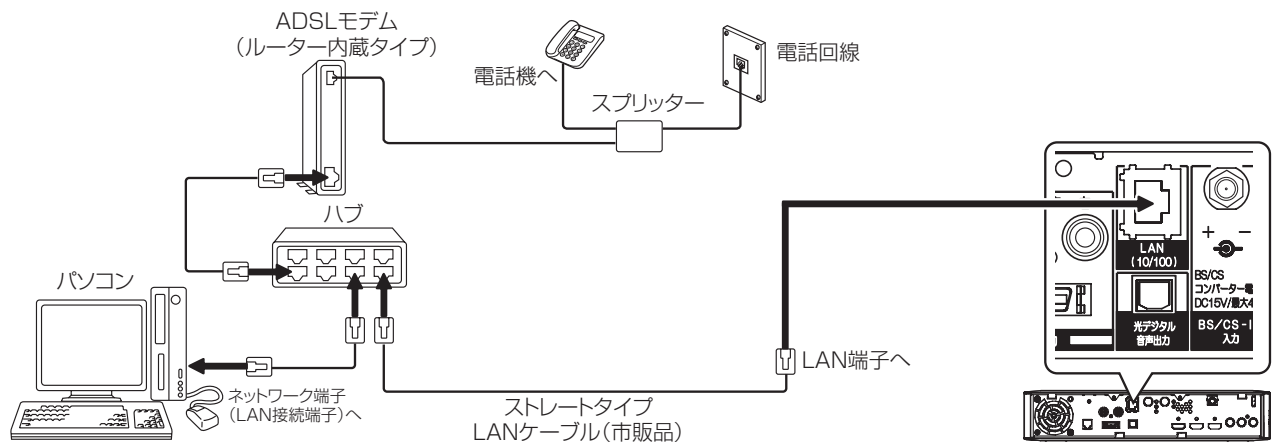 ADSLモデム
(ルーター内蔵タイプ)
電話機へ
電話回線
スプリッター
ハブ
パソコン
ネットワーク端子
(LAN接続端子)へ
ストレートタイプ
LANケーブル(市販品)
LAN端子へ
LAN
(10/100)
光デジタル
音声出力
+ −
BS/CS
コンバーター電
DC15V/最大4
BS/CS-I
入力